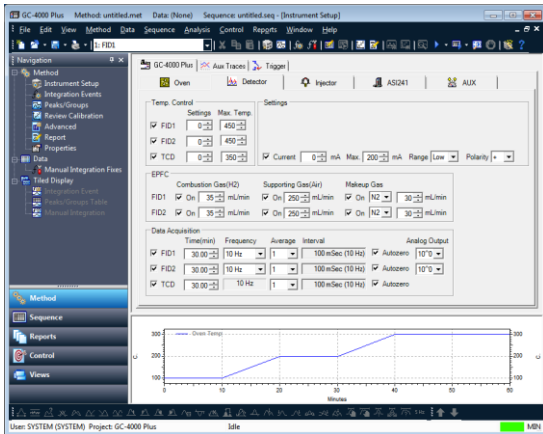 GC-4000 Plus Method: untitled.met Data: (None) Sequence: untitled.seq - [Instrument Setup]
File Edit View Method Data Sequence Analysis Control Reports Window Help
1: FID1
Navigation
Method
Instrument Setup
Integration Events
Peaks/Groups
Review Calibration
Advanced
Report
Properties
Data
Manual Integration Fixes
Tiled Display
Integration Event
Peaks/Groups Table
Manual Integration
Method
Sequence
Reports
Control
Views
GC-4000 Plus Aux Traces Trigger
Oven Detector Injector ASI241 AUX
Temp. Control
Settings Max. Temp.
FID1 0 450
FID2 0 450
TCD 0 350
Settings
Current 0 mA Max. 200 mA Range Low Polarity +
EPFC
Combustion Gas(H2) Supporting Gas(Air) Makeup Gas
FID1 On 35 mL/min On 250 mL/min On N2 30 mL/min
FID2 On 35 mL/min On 250 mL/min On N2 30 mL/min
Data Acquisition
Time(min) Frequency Average Interval Analog Output
FID1 30.00 10 Hz 1 100 mSec (10 Hz) Autozero 10^0
FID2 30.00 10 Hz 1 100 mSec (10 Hz) Autozero 10^0
TCD 30.00 10 Hz 1 100 mSec (10 Hz) Autozero
Oven Temp
300 300
200 200
100 100
0 10 20 30 40 50 60
Minutes
User: SYSTEM (SYSTEM) Project: GC-4000 Plus Idle MIN